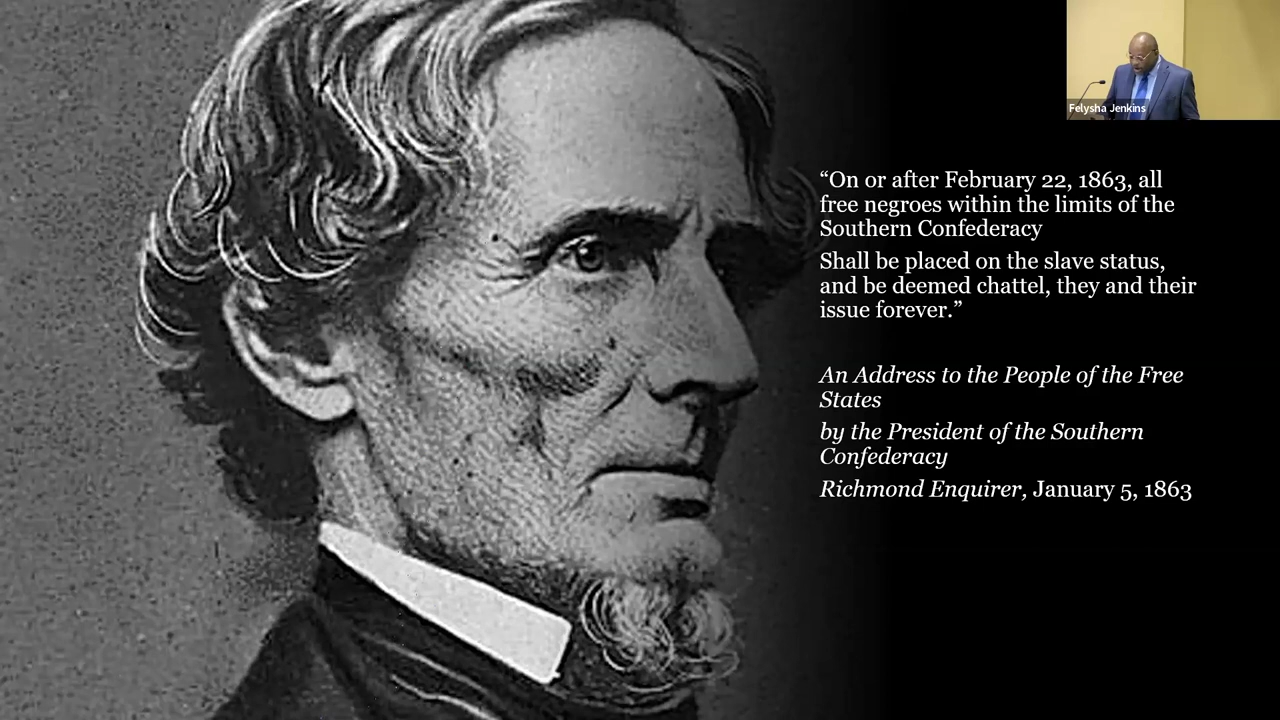 Felysha Jenkins
“On or after February 22, 1863, all
free negroes within the limits of the
Southern Confederacy
Shall be placed on the slave status,
and be deemed chattel, they and their
issue forever.”
An Address to the People of the Free
States
by the President of the Southern
Confederacy
Richmond Enquirer, January 5, 1863